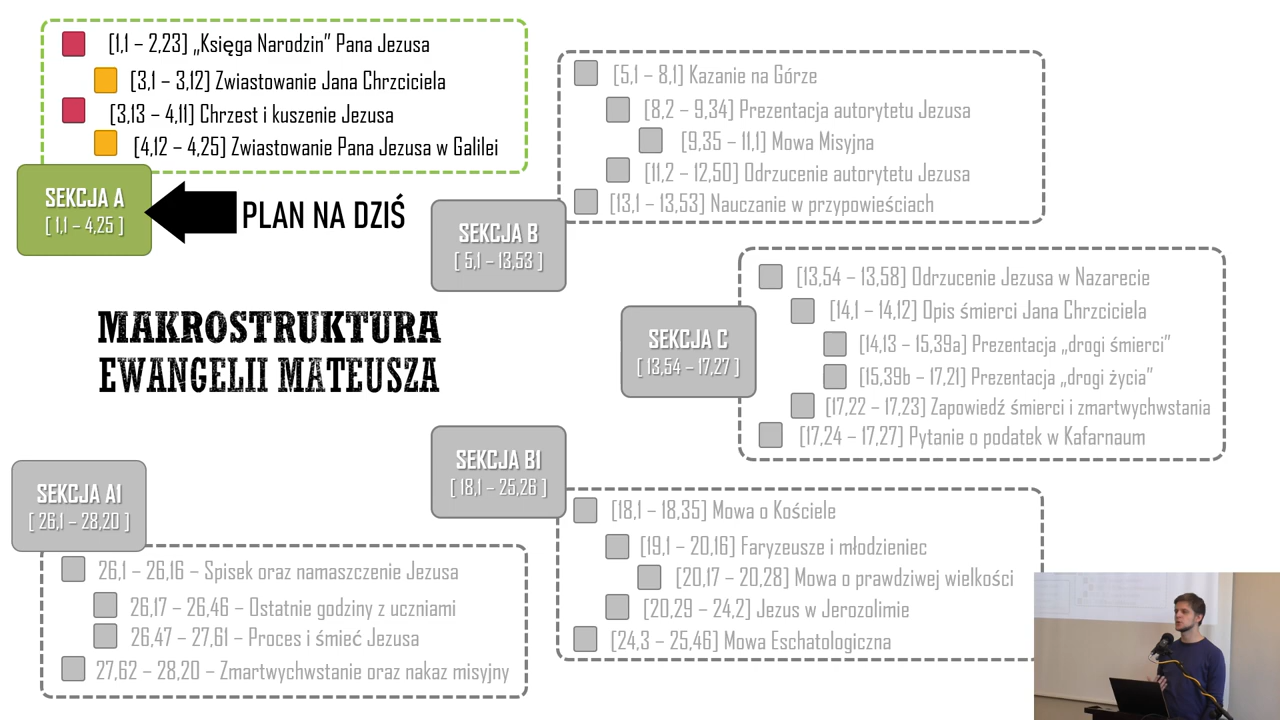 [1,1 – 2,23] „Księga Narodzin” Pana Jezusa
[3,1 – 3,12] Zwiastowanie Jana Chrzciciela
[3,13 – 4,11] Chrzest i kuszenie Jezusa
[4,12 – 4,25] Zwiastowanie Pana Jezusa w Galilei
SEKCJA A
[ 1,1 – 4,25 ]
PLAN NA DZIŚ
[5,1 – 8,1] Kazanie na Górze
[8,2 – 9,34] Prezentacja autorytetu Jezusa
[9,35 – 11,1] Mowa Misyjna
[11,2 – 12,50] Odrzucenie autorytetu Jezusa
[13,1 – 13,53] Nauczanie w przypowieściach
SEKCJA B
[ 5,1 – 13,53 ]
[13,54 – 13,58] Odrzucenie Jezusa w Nazarecie
[14,1 – 14,12] Opis śmierci Jana Chrzciciela
[14,13 – 15,39a] Prezentacja „drogi śmierci”
[15,39b – 17,21] Prezentacja „drogi życia”
[17,22 – 17,23] Zapowiedź śmierci i zmartwychwstania
[17,24 – 17,27] Pytanie o podatek w Kafarnaum
SEKCJA C
[ 13,54 – 17,27 ]
MAKROSTRUKTURA
EWANGELII MATEUSZA
SEKCJA B1
[ 18,1 – 25,26 ]
[18,1 – 18,35] Mowa o Kościele
[19,1 – 20,16] Faryzeusze i młodzieniec
[20,17 – 20,28] Mowa o prawdziwej wielkości
[20,29 – 24,2] Jezus w Jerozolimie
[24,3 – 25,46] Mowa Eschatologiczna
SEKCJA A1
[ 26,1 – 28,20 ]
26,1 – 26,16 – Spisek oraz namaszczenie Jezusa
26,17 – 26,46 – Ostatnie godziny z uczniami
26,47 – 27,61 – Proces i śmieć Jezusa
27,62 – 28,20 – Zmartwychwstanie oraz nakaz misyjny